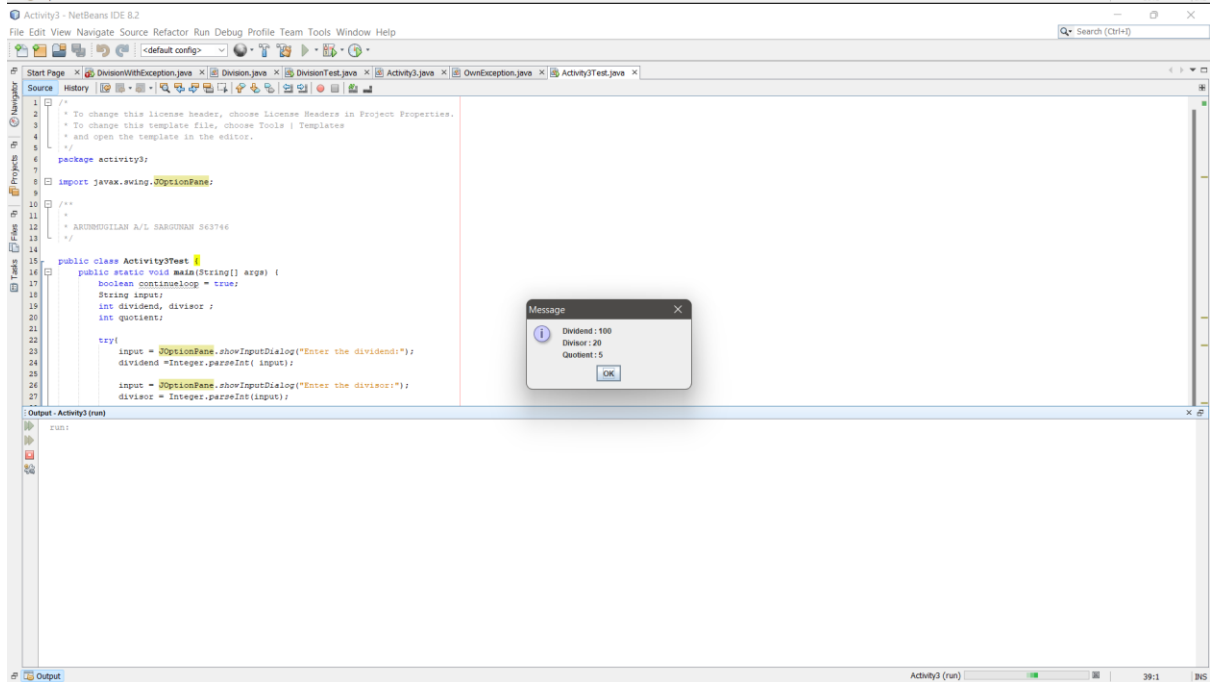 Activity3 - NetBeans IDE 8.2
File Edit View Navigate Source Refactor Run Debug Profile Team Tools Window Help
Search (Ctrl+I)
<default config>
Start Page DivisionWithException.java Division.java DivisionTest.java Activity3.java OwnException.java Activity3Test.java
Source History
Navigator
Projects
Files
Tasks
1 /*
2 * To change this license header, choose License Headers in Project Properties.
3 * To change this template file, choose Tools | Templates
4 * and open the template in the editor.
5 */
6 package activity3;
7
8 import javax.swing.JOptionPane;
9
10 /**
11 *
12 * ARUNMUGILAN A/L SARGUNAN S63746
13 */
14
15 public class Activity3Test {
16 public static void main(String[] args) {
17 boolean continueloop = true;
18 String input;
19 int dividend, divisor ;
20 int quotient;
21
22 try{
23 input = JOptionPane.showInputDialog("Enter the dividend:");
24 dividend =Integer.parseInt( input);
25
26 input = JOptionPane.showInputDialog("Enter the divisor:");
27 divisor = Integer.parseInt(input);
Message
Dividend : 100
Divisor : 20
Quotient : 5
OK
Output - Activity3 (run)
run:
Output
Activity3 (run)
39:1
INS